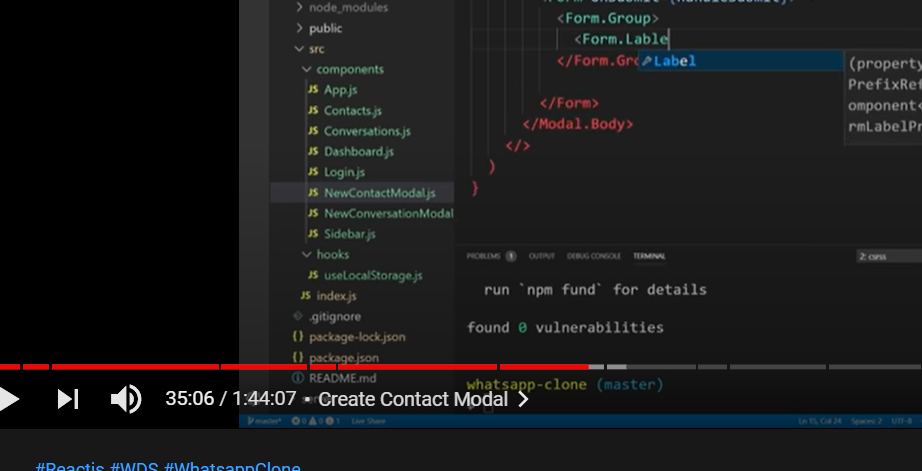 node_modules
public
src
components
JS App.js
JS Contacts.js
JS Conversations.js
JS Dashboard.js
JS Login.js
JS NewContactModal.js
JS NewConversationModal
JS Sidebar.js
hooks
JS useLocalStorage.js
JS index.js
.gitignore
{} package-lock.json
{} package.json
README.md
<Form.Group>
<Form.Lable
</Form.Gro
Label
(property
PrefixRef
omponent<
rmLabelPr
</Form>
</Modal.Body>
</>
)
}
PROBLEMS 1 OUTPUT DEBUG CONSOLE TERMINAL
run `npm fund` for details
found 0 vulnerabilities
whatsapp-clone (master)
35:06 / 1:44:07 • Create Contact Modal
master* 0 0 1 Live Share
Ln 15, Col 24 Spaces: 2 UTF-8
#Reactjs #WDS #WhatsappClone